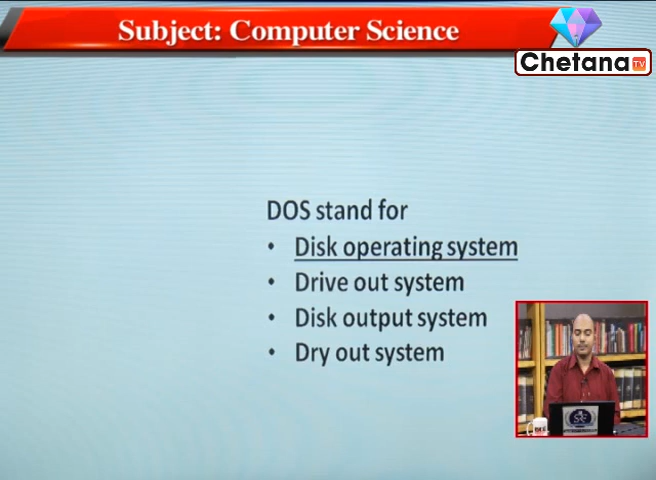 Subject: Computer Science
Chetana TV
DOS stand for
• Disk operating system
• Drive out system
• Disk output system
• Dry out system